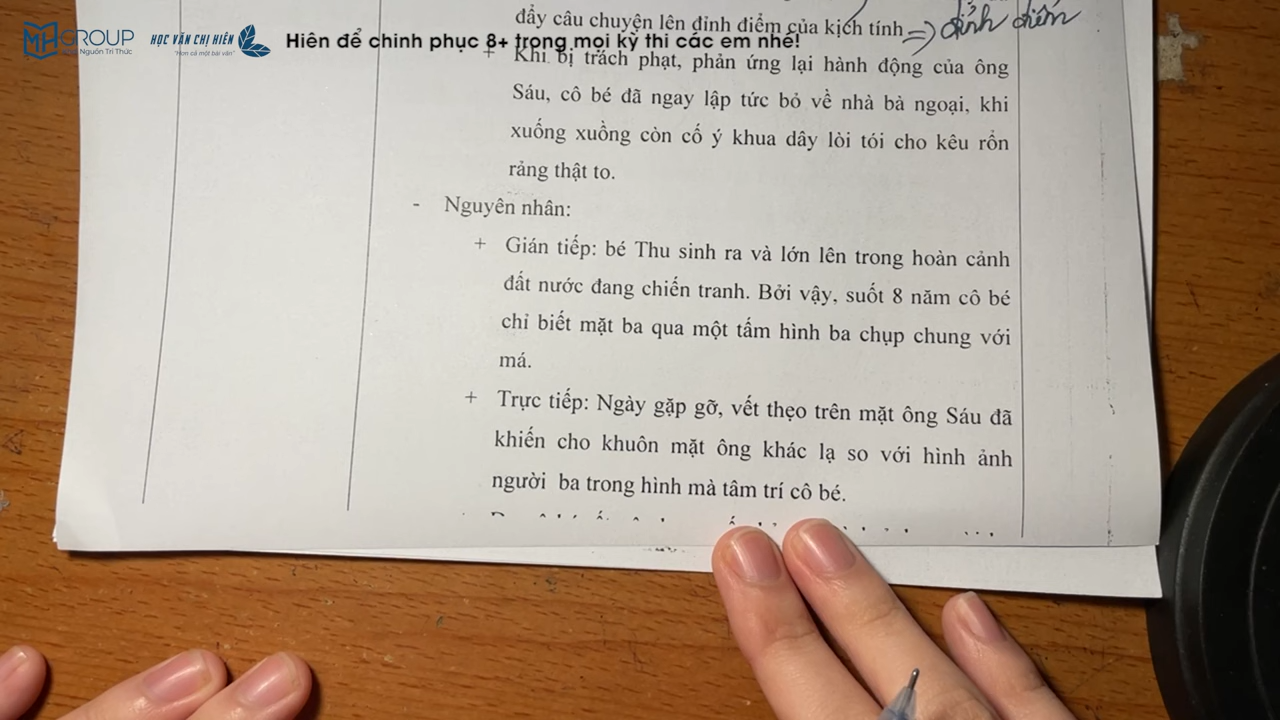 MH GROUP
Nguồn Tri Thức
HỌC VĂN CHỊ HIÊN
"Hơn cả một bài văn"
Hiên để chinh phục 8+ trong mọi kỳ thi các em nhé!
đẩy câu chuyện lên đỉnh điểm của kịch tính => đỉnh điểm
+ Khi bị trách phạt, phản ứng lại hành động của ông
Sáu, cô bé đã ngay lập tức bỏ về nhà bà ngoại, khi
xuống xuồng còn cố ý khua dây lòi tói cho kêu rổn
rảng thật to.
- Nguyên nhân:
+ Gián tiếp: bé Thu sinh ra và lớn lên trong hoàn cảnh
đất nước đang chiến tranh. Bởi vậy, suốt 8 năm cô bé
chỉ biết mặt ba qua một tấm hình ba chụp chung với
má.
+ Trực tiếp: Ngày gặp gỡ, vết thẹo trên mặt ông Sáu đã
khiến cho khuôn mặt ông khác lạ so với hình ảnh
người ba trong hình mà tâm trí cô bé.